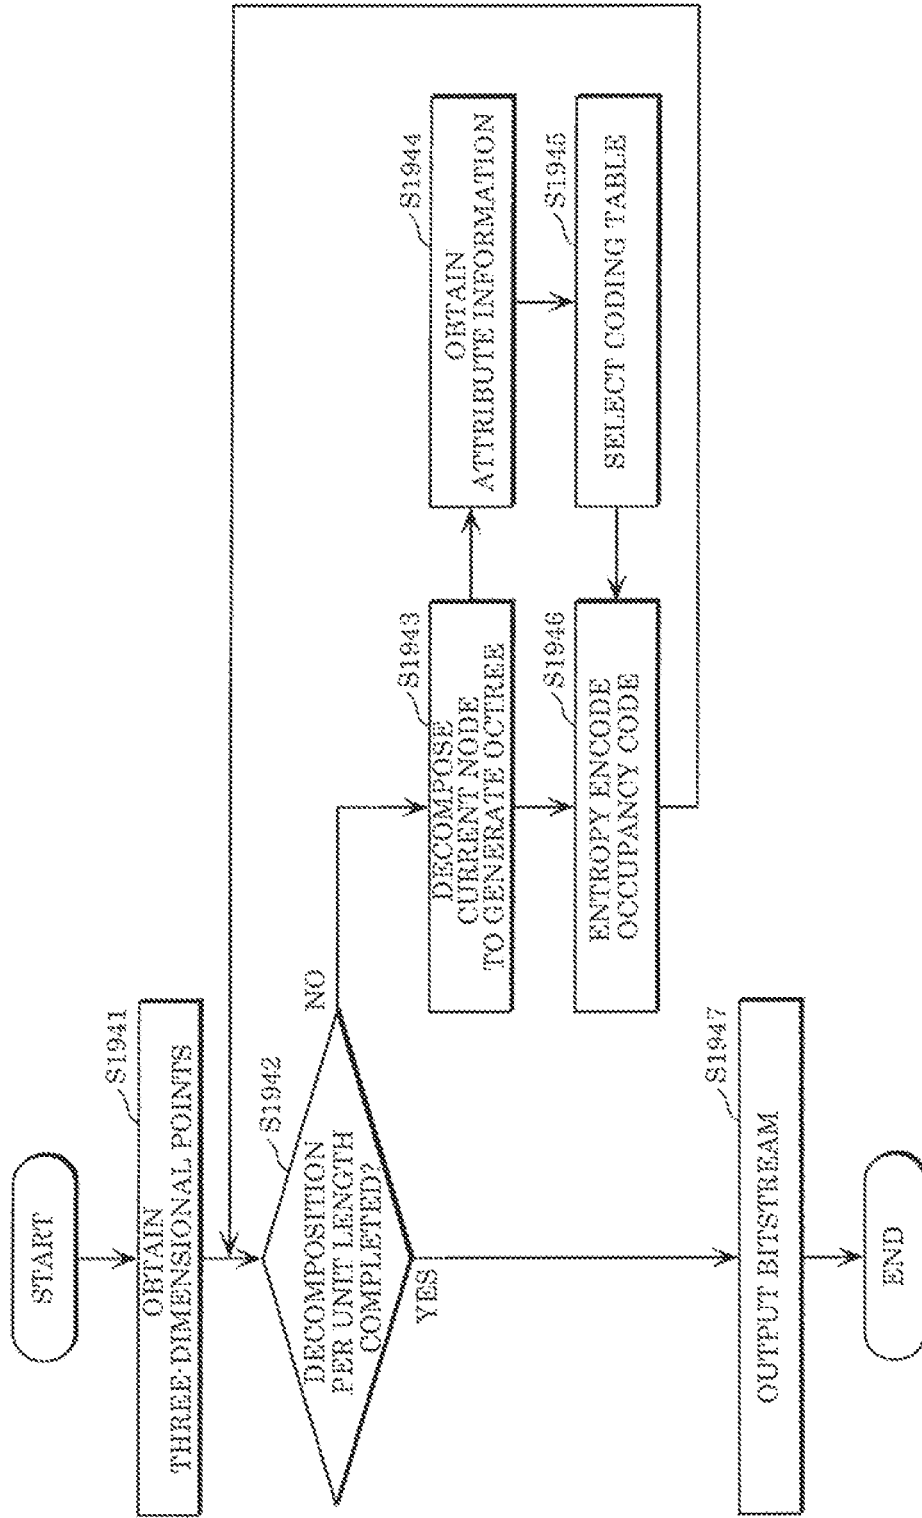 START
S1941
OBTAIN
THREE-DIMENSIONAL POINTS
S1942
DECOMPOSITION
PER UNIT LENGTH
COMPLETED?
NO
YES
S1943
DECOMPOSE
CURRENT NODE
TO GENERATE OCTREE
S1944
OBTAIN
ATTRIBUTE INFORMATION
S1945
SELECT CODING TABLE
S1946
ENTROPY ENCODE
OCCUPANCY CODE
S1947
OUTPUT BITSTREAM
END